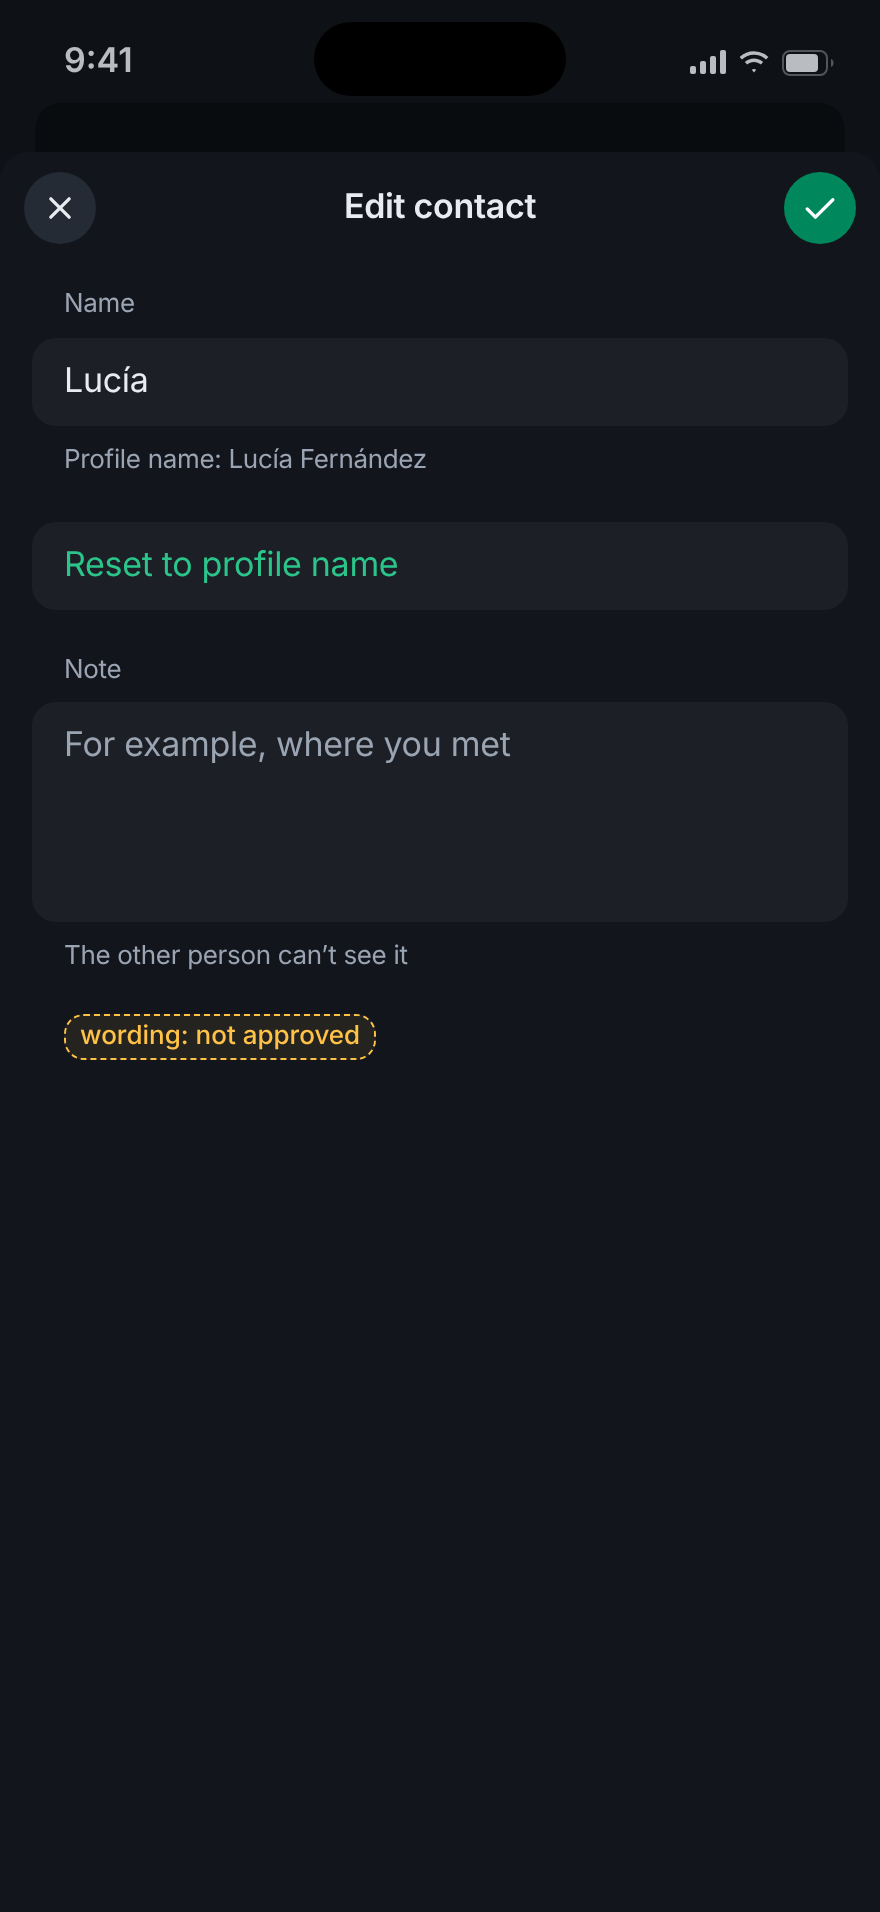 9:41
Edit contact
Name
Lucía
Profile name: Lucía Fernández
Reset to profile name
Note
For example, where you met
The other person can’t see it
wording: not approved